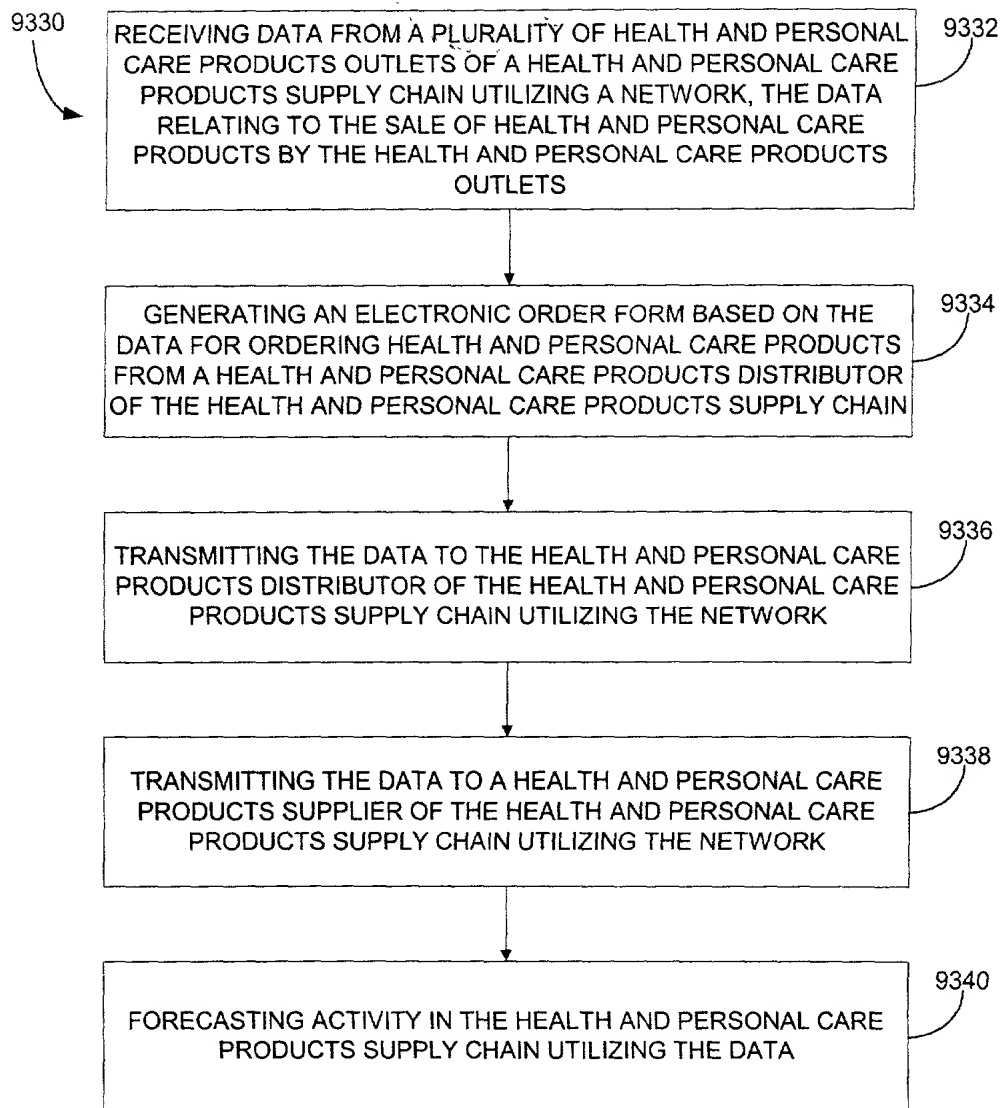 9330
RECEIVING DATA FROM A PLURALITY OF HEALTH AND PERSONAL
CARE PRODUCTS OUTLETS OF A HEALTH AND PERSONAL CARE
PRODUCTS SUPPLY CHAIN UTILIZING A NETWORK, THE DATA
RELATING TO THE SALE OF HEALTH AND PERSONAL CARE
PRODUCTS BY THE HEALTH AND PERSONAL CARE PRODUCTS
OUTLETS
9332
GENERATING AN ELECTRONIC ORDER FORM BASED ON THE
DATA FOR ORDERING HEALTH AND PERSONAL CARE PRODUCTS
FROM A HEALTH AND PERSONAL CARE PRODUCTS DISTRIBUTOR
OF THE HEALTH AND PERSONAL CARE PRODUCTS SUPPLY CHAIN
9334
TRANSMITTING THE DATA TO THE HEALTH AND PERSONAL CARE
PRODUCTS DISTRIBUTOR OF THE HEALTH AND PERSONAL CARE
PRODUCTS SUPPLY CHAIN UTILIZING THE NETWORK
9336
TRANSMITTING THE DATA TO A HEALTH AND PERSONAL CARE
PRODUCTS SUPPLIER OF THE HEALTH AND PERSONAL CARE
PRODUCTS SUPPLY CHAIN UTILIZING THE NETWORK
9338
FORECASTING ACTIVITY IN THE HEALTH AND PERSONAL CARE
PRODUCTS SUPPLY CHAIN UTILIZING THE DATA
9340